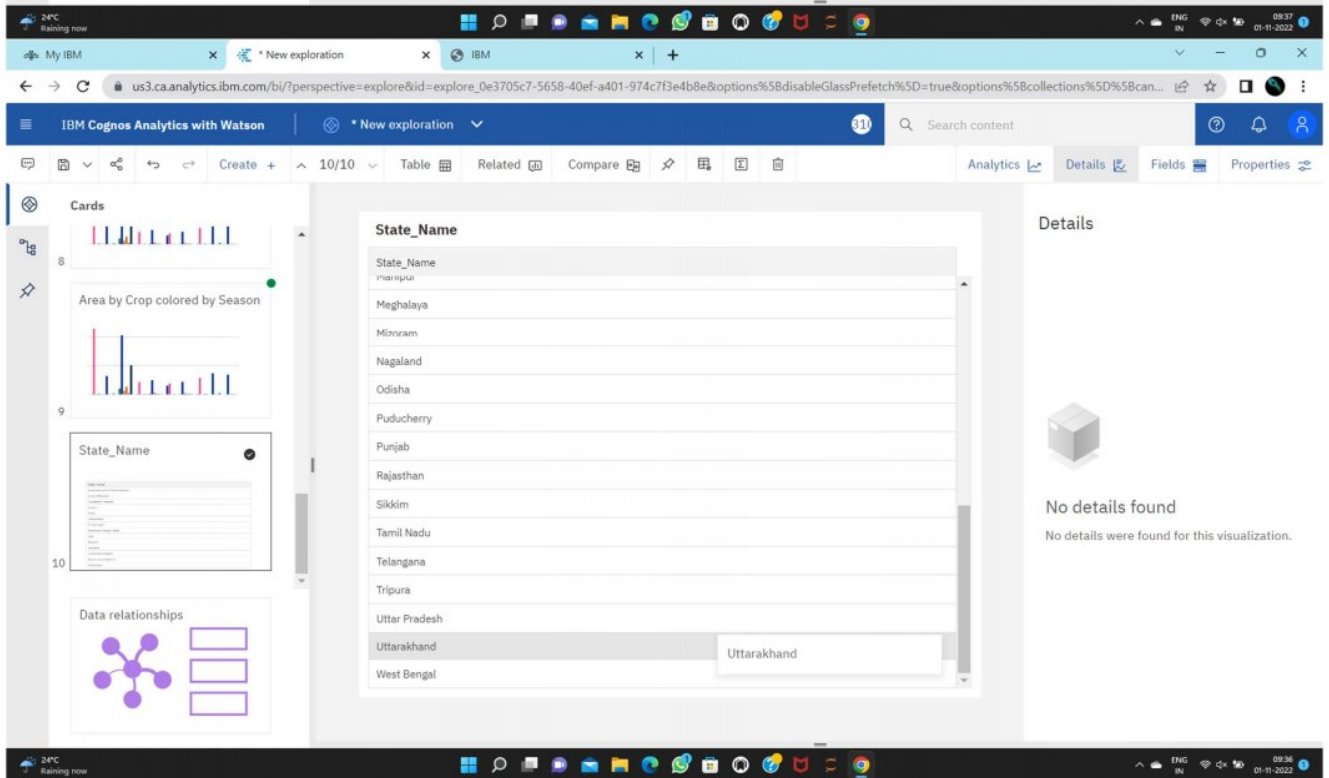 24°C
Raining now
ENG
IN
09:37
01-11-2022
My IBM
* New exploration
IBM
us3.ca.analytics.ibm.com/bi/?perspective=explore&id=explore_0e3705c7-5658-40ef-a401-974c7f3e4b8e&options%5BdisableGlassPrefetch%5D=true&options%5Bcollections%5D%5Bcan...
IBM Cognos Analytics with Watson
* New exploration
Search content
Create +
10/10
Table
Related
Compare
Analytics
Details
Fields
Properties
Cards
8
Area by Crop colored by Season
9
State_Name
10
Data relationships
State_Name
State_Name
Manipur
Meghalaya
Mizoram
Nagaland
Odisha
Puducherry
Punjab
Rajasthan
Sikkim
Tamil Nadu
Telangana
Tripura
Uttar Pradesh
Uttarakhand
Uttarakhand
West Bengal
Details
No details found
No details were found for this visualization.
24°C
Raining now
ENG
IN
09:36
01-11-2022